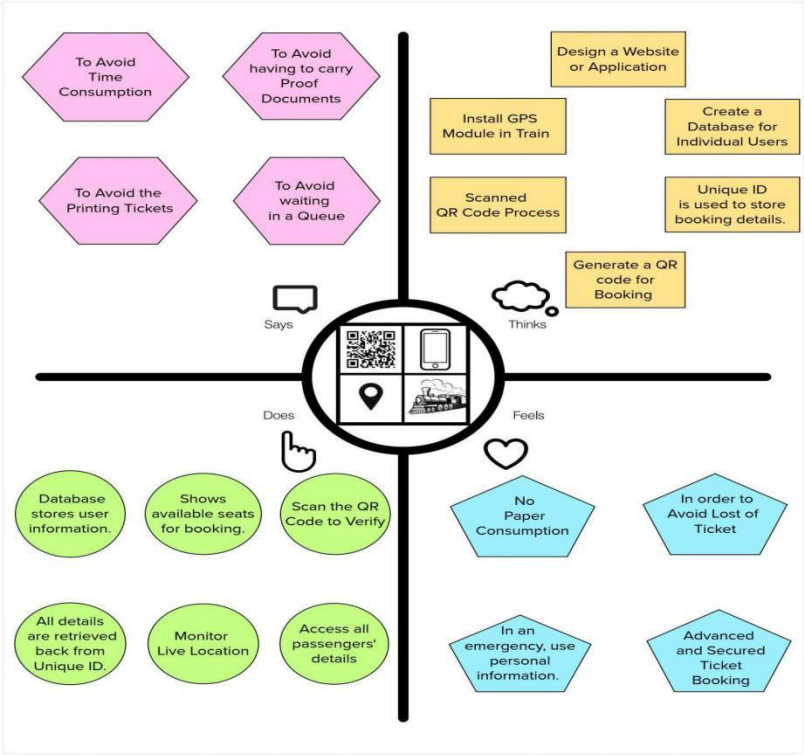 To Avoid
Time
Consumption
To Avoid
having to carry
Proof
Documents
To Avoid the
Printing Tickets
To Avoid
waiting
in a Queue
Says
Design a Website
or Application
Install GPS
Module in Train
Create a
Database for
Individual Users
Scanned
QR Code Process
Unique ID
is used to store
booking details.
Generate a QR
code for
Booking
Thinks
Does
Database
stores user
information.
Shows
available seats
for booking.
Scan the QR
Code to Verify
All details
are retrieved
back from
Unique ID.
Monitor
Live Location
Access all
passengers'
details
Feels
No
Paper
Consumption
In order to
Avoid Lost of
Ticket
In an
emergency, use
personal
information.
Advanced
and Secured
Ticket
Booking